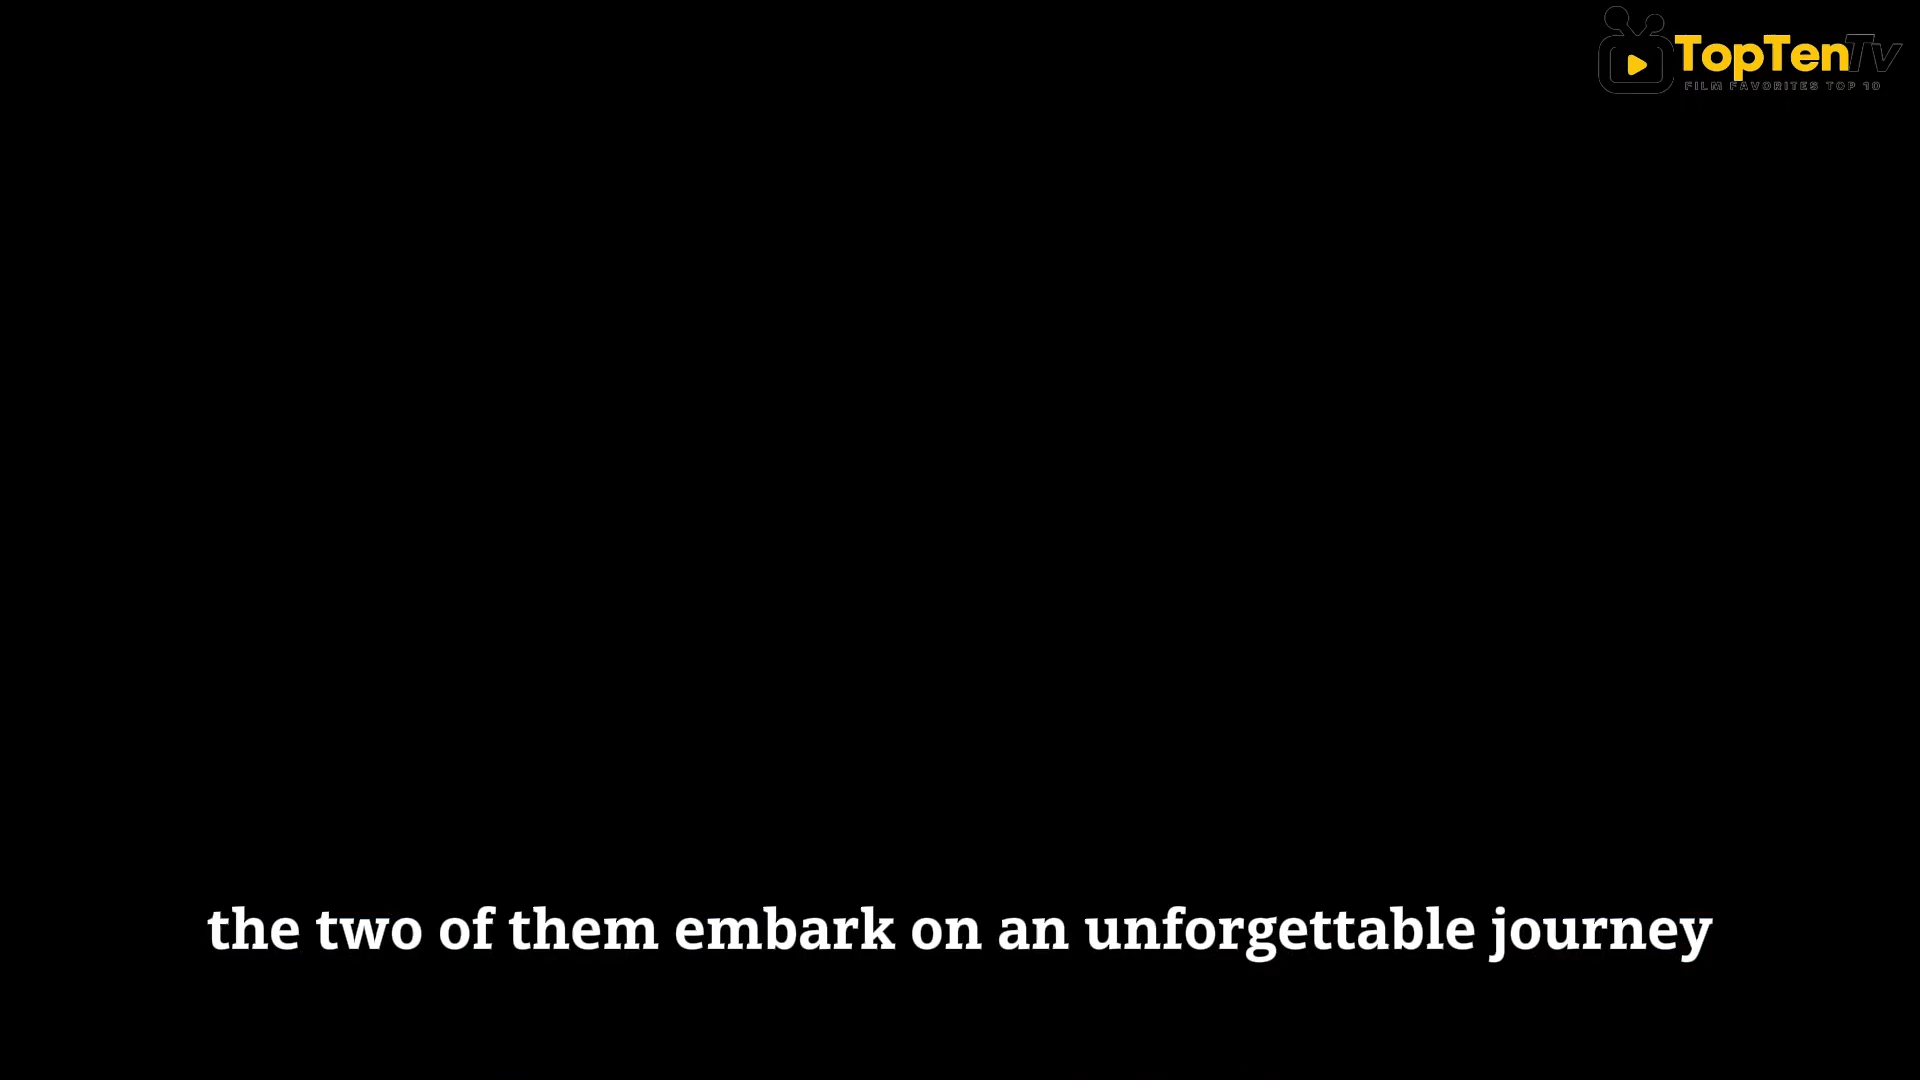 TopTenTv
FILM FAVORITES TOP 10
the two of them embark on an unforgettable journey